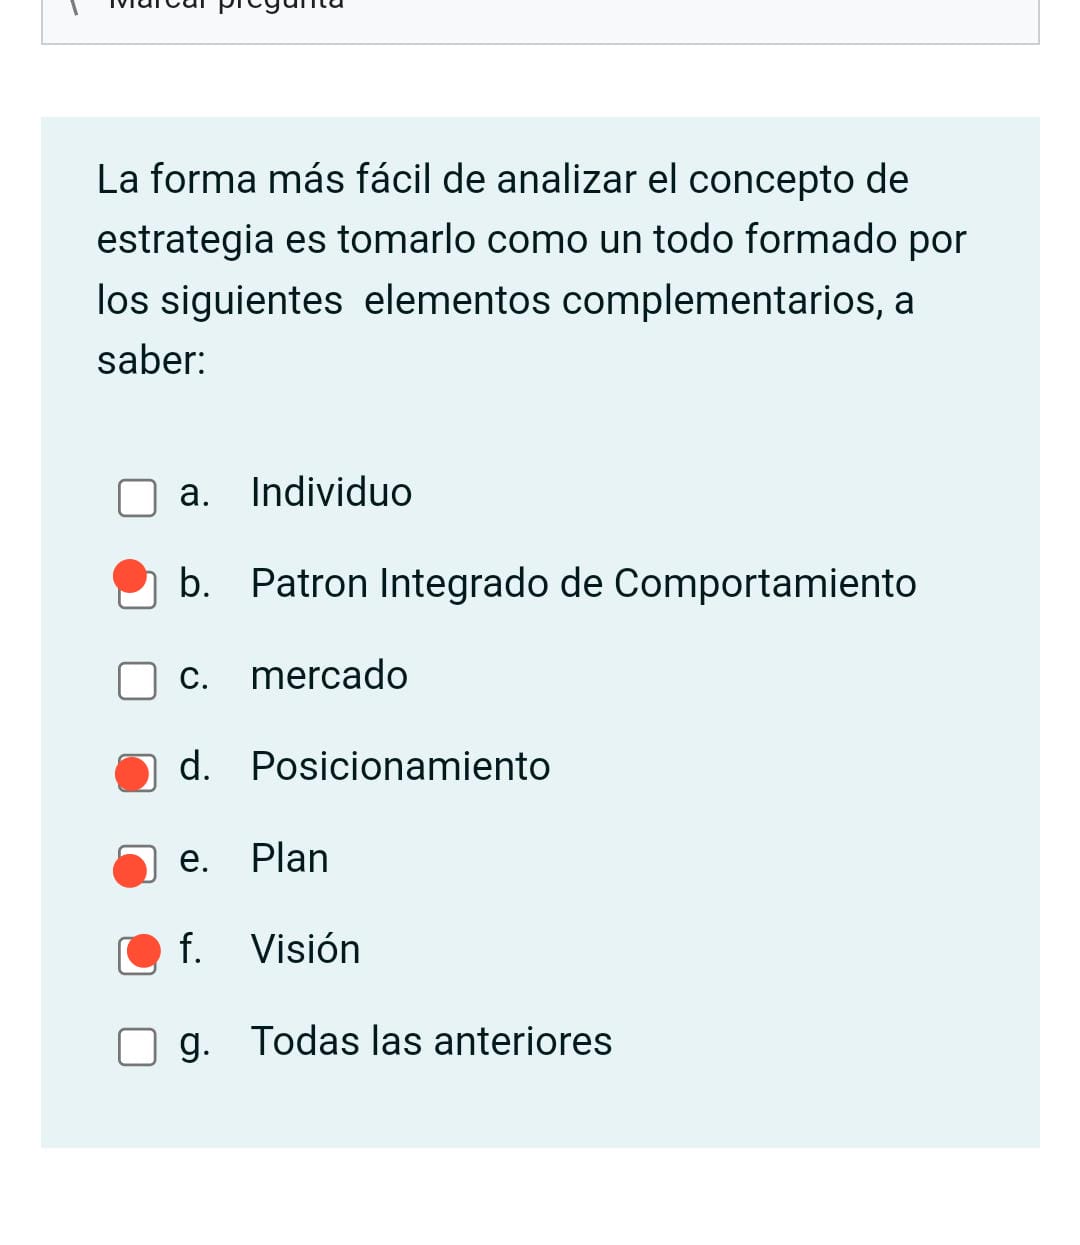 Marcar pregunta
La forma más fácil de analizar el concepto de
estrategia es tomarlo como un todo formado por
los siguientes elementos complementarios, a
saber:
a. Individuo
b. Patron Integrado de Comportamiento
c. mercado
d. Posicionamiento
e. Plan
f. Visión
g. Todas las anteriores